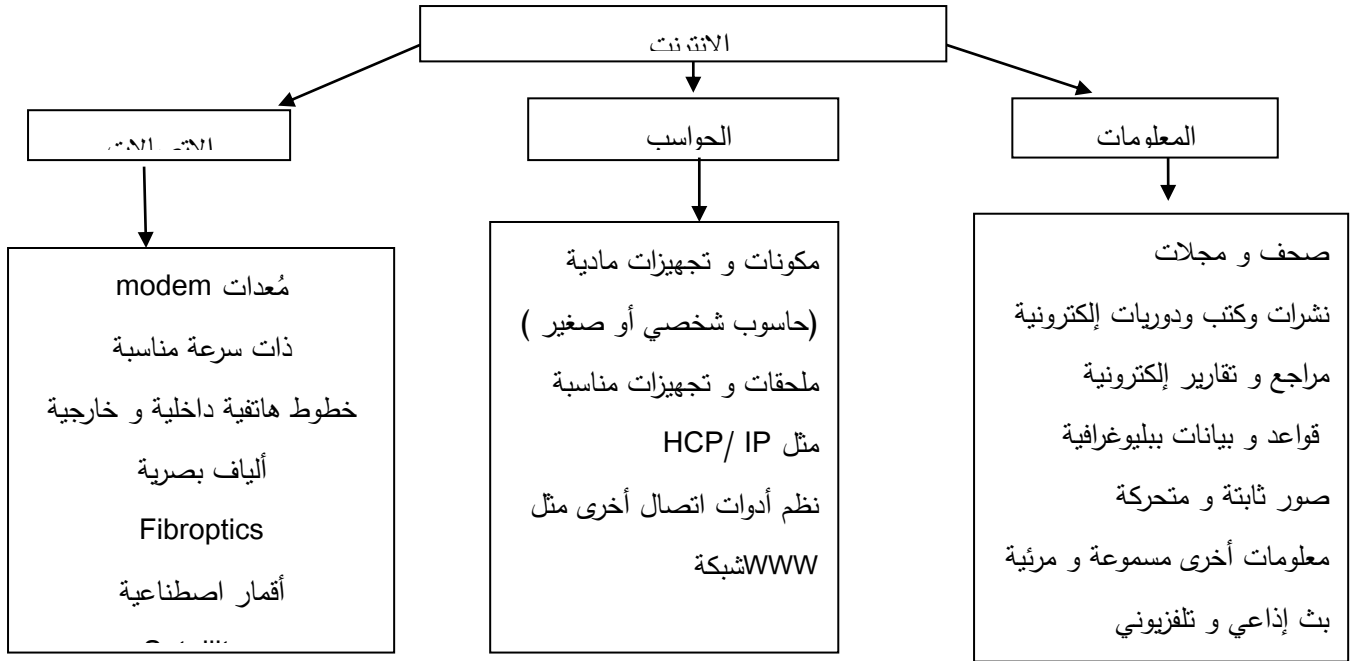 الانترنت
المعلومات
الحواسب
الاتصالات
صحف و مجلات
نشرات وكتب ودوريات إلكترونية
مراجع و تقارير إلكترونية
قواعد و بيانات ببليوغرافية
صور ثابتة و متحركة
معلومات أخرى مسموعة و مرئية
بث إذاعي و تلفزيوني
مكونات و تجهيزات مادية
(حاسوب شخصي أو صغير )
ملحقات و تجهيزات مناسبة
مثل HCP/ IP
نظم أدوات اتصال أخرى مثل
WWWشبكة
مُعدات modem
ذات سرعة مناسبة
خطوط هاتفية داخلية و خارجية
ألياف بصرية
Fibroptics
أقمار اصطناعية